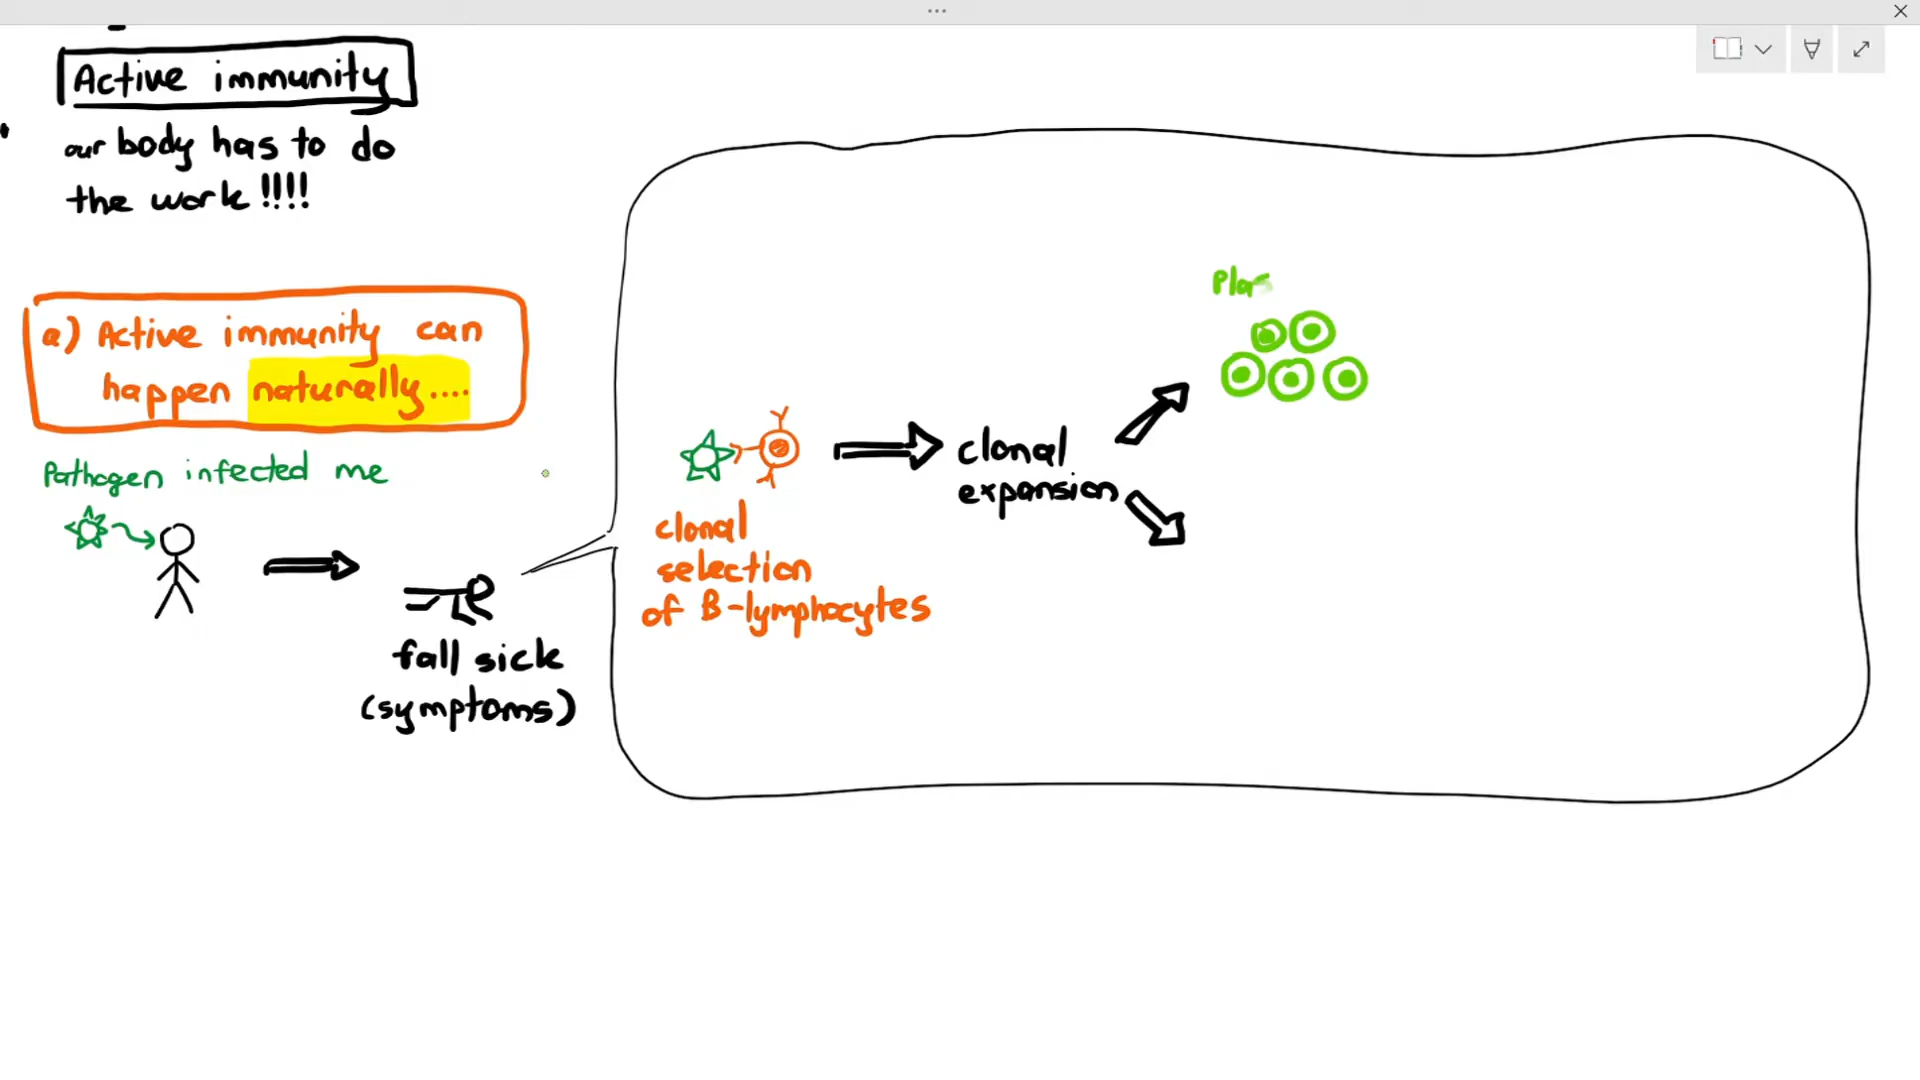 Active immunity
our body has to do
the work !!!!
a) Active immunity can
happen naturally....
Pathogen infected me
fall sick
(symptoms)
clonal
selection
of B-lymphocytes
clonal
expansion
Plas